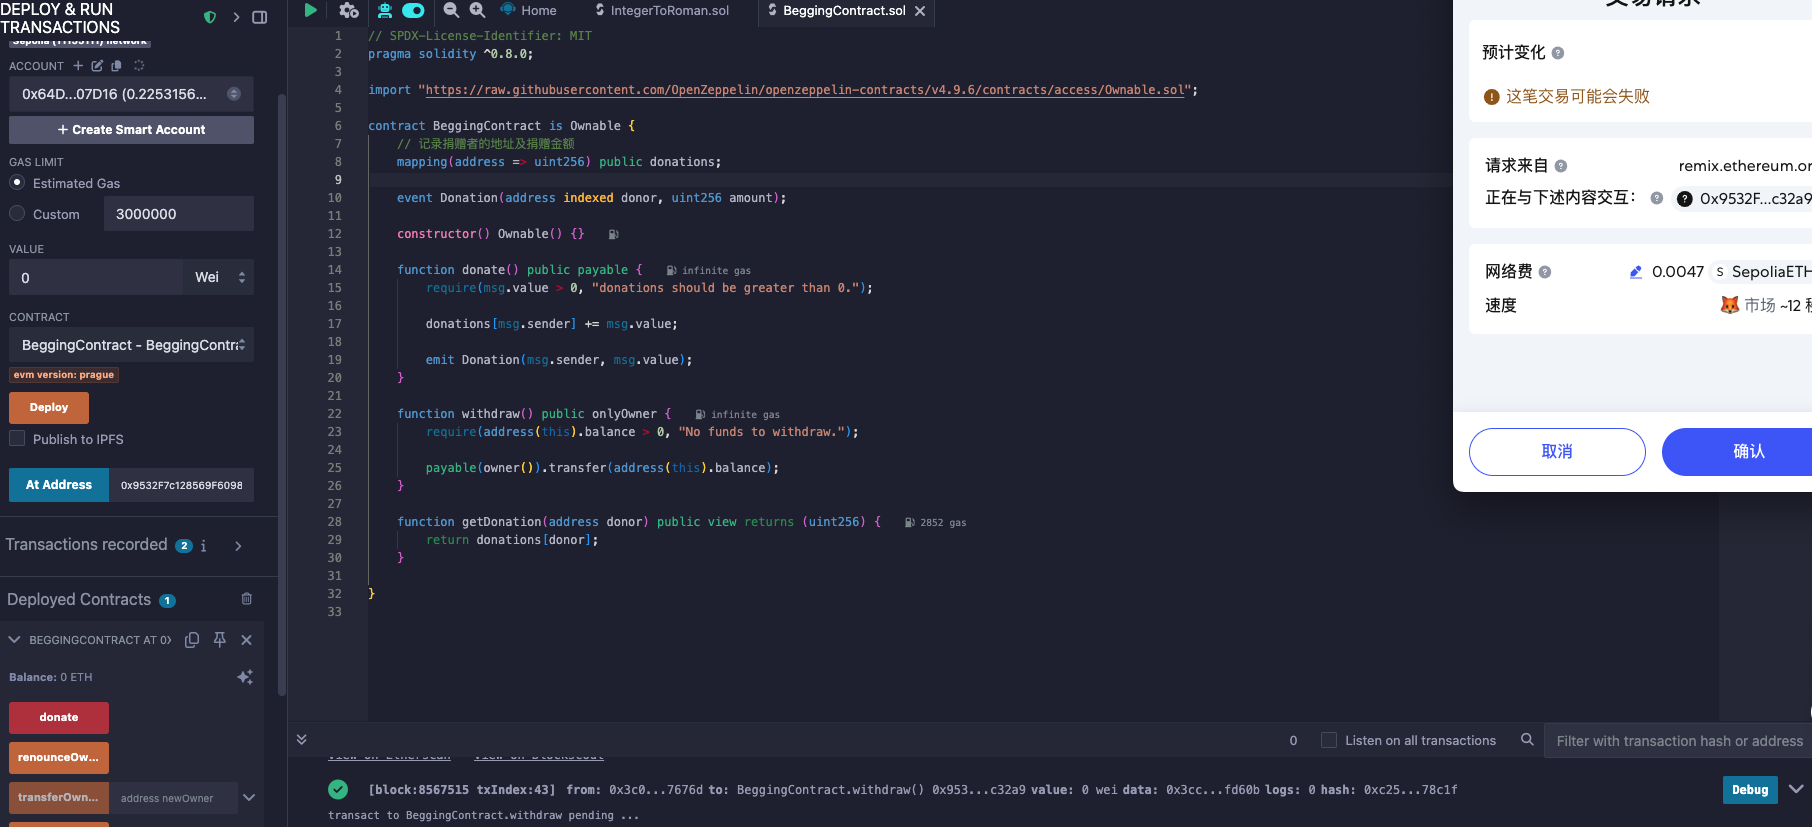 DEPLOY & RUN
TRANSACTIONS
Sepolia (11155111) network
ACCOUNT
0x64D...07D16 (0.2253156...
+ Create Smart Account
GAS LIMIT
Estimated Gas
Custom
3000000
VALUE
0
Wei
CONTRACT
BeggingContract - BeggingContra
evm version: prague
Deploy
Publish to IPFS
At Address
0x9532F7c128569F6098
Transactions recorded 2 i
Deployed Contracts 1
BEGGINGCONTRACT AT 0X
Balance: 0 ETH
donate
renounceOw...
transferOwn...
address newOwner
Home
IntegerToRoman.sol
BeggingContract.sol
1 // SPDX-License-Identifier: MIT
2 pragma solidity ^0.8.0;
3
4 import "https://raw.githubusercontent.com/OpenZeppelin/openzeppelin-contracts/v4.9.6/contracts/access/Ownable.sol";
5
6 contract BeggingContract is Ownable {
7 // 记录捐赠者的地址及捐赠金额
8 mapping(address => uint256) public donations;
9
10 event Donation(address indexed donor, uint256 amount);
11
12 constructor() Ownable() {}
13
14 function donate() public payable { infinite gas
15 require(msg.value > 0, "donations should be greater than 0.");
16
17 donations[msg.sender] += msg.value;
18
19 emit Donation(msg.sender, msg.value);
20 }
21
22 function withdraw() public onlyOwner { infinite gas
23 require(address(this).balance > 0, "No funds to withdraw.");
24
25 payable(owner()).transfer(address(this).balance);
26 }
27
28 function getDonation(address donor) public view returns (uint256) { 2852 gas
29 return donations[donor];
30 }
31
32 }
33
交易请求
预计变化
这笔交易可能会失败
请求来自
remix.ethereum.or
正在与下述内容交互：
0x9532F...c32a9
网络费
0.0047 S SepoliaETH
速度
市场 ~12 秒
取消
确认
0
Listen on all transactions
Filter with transaction hash or address
view on Etherscan view on Blockscout
[block:8567515 txIndex:43] from: 0x3c0...7676d to: BeggingContract.withdraw() 0x953...c32a9 value: 0 wei data: 0x3cc...fd60b logs: 0 hash: 0xc25...78c1f
Debug
transact to BeggingContract.withdraw pending ...